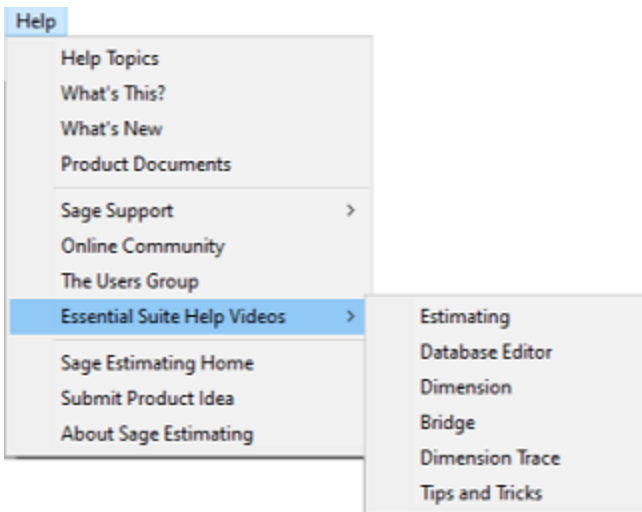 Help
Help Topics
What's This?
What's New
Product Documents
Sage Support
Online Community
The Users Group
Essential Suite Help Videos
Sage Estimating Home
Submit Product Idea
About Sage Estimating
Estimating
Database Editor
Dimension
Bridge
Dimension Trace
Tips and Tricks